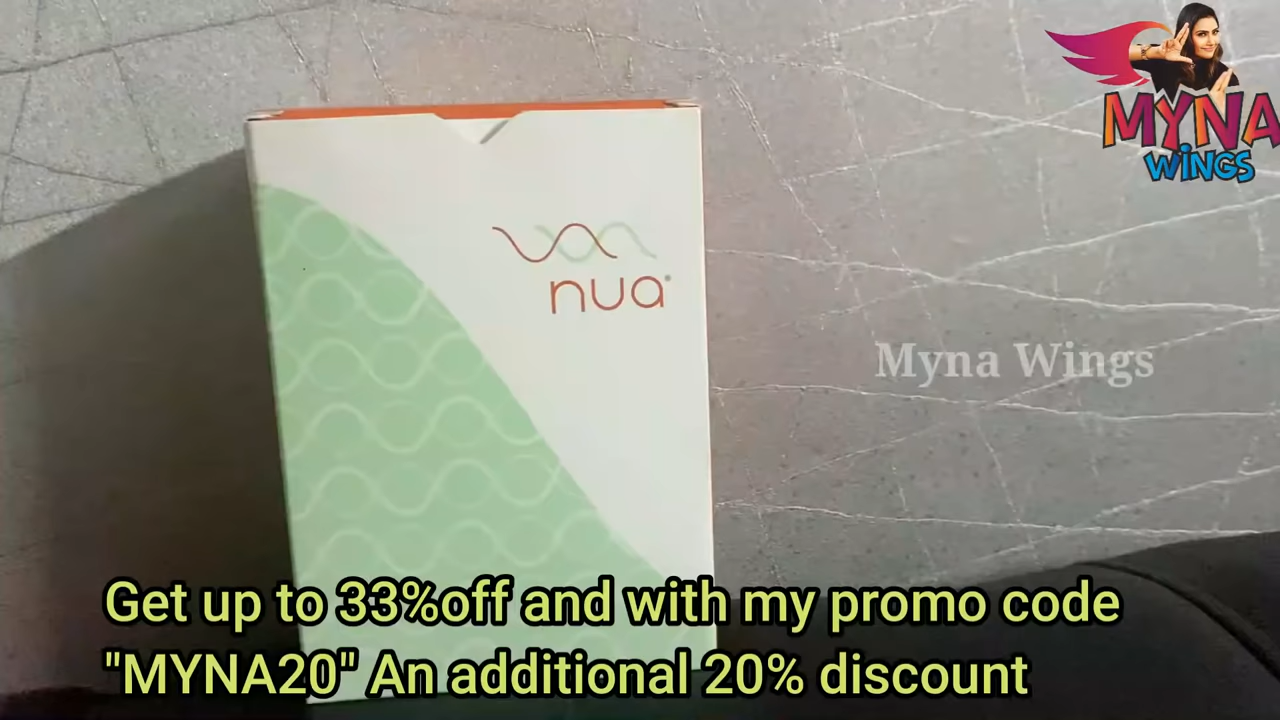 MYNA
WiNGS
nua
Myna Wings
Get up to 33%off and with my promo code
"MYNA20" An additional 20% discount